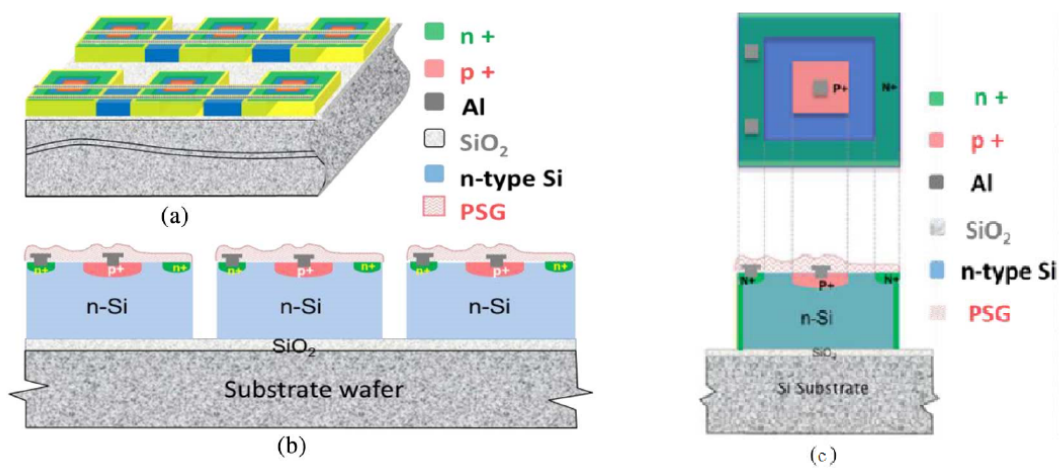 n +
p +
Al
SiO2
n-type Si
PSG
(a)
n+ p+ n+ n+ p+ n+ n+ p+ n+
n-Si n-Si n-Si
SiO2
Substrate wafer
(b)
P+ N+
n +
p +
Al
SiO2
n-type Si
PSG
N+ P+ N+
n-Si
SiO2
Si Substrate
(c)